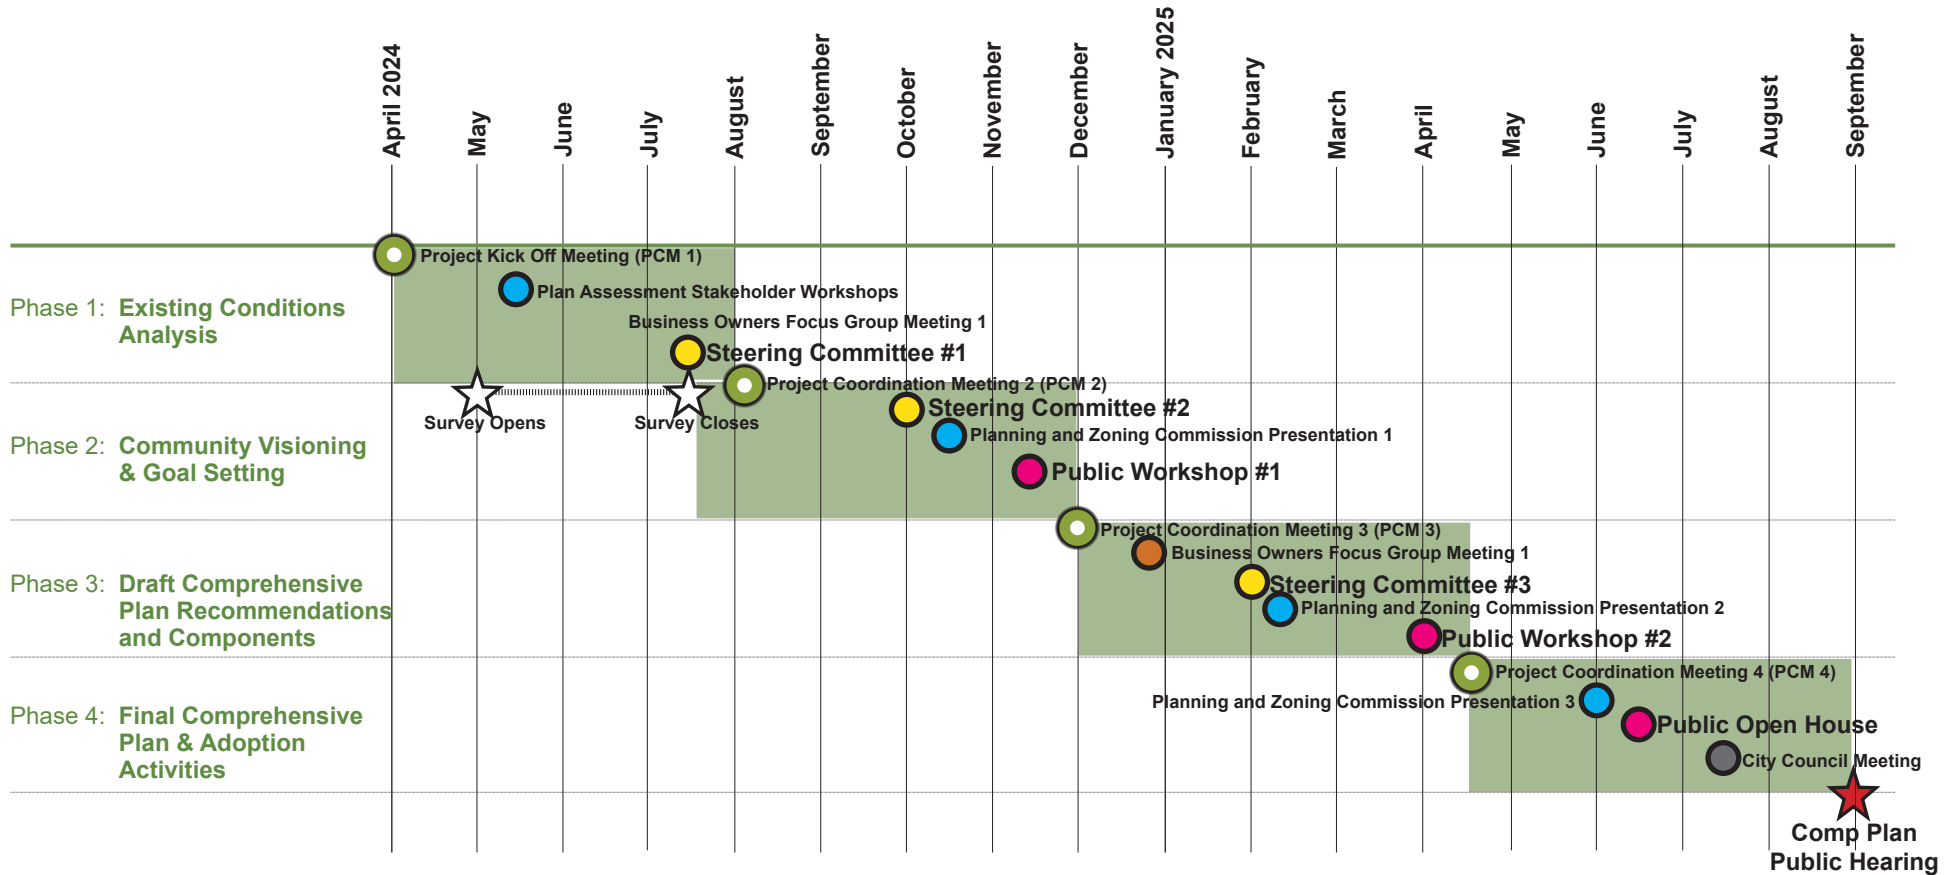 April 2024
May
June
July
August
September
October
November
December
January 2025
February
March
April
May
June
July
August
September
Phase 1: Existing Conditions
Analysis
Project Kick Off Meeting (PCM 1)
Plan Assessment Stakeholder Workshops
Business Owners Focus Group Meeting 1
Steering Committee #1
Survey Opens
Survey Closes
Phase 2: Community Visioning
& Goal Setting
Project Coordination Meeting 2 (PCM 2)
Steering Committee #2
Planning and Zoning Commission Presentation 1
Public Workshop #1
Phase 3: Draft Comprehensive
Plan Recommendations
and Components
Project Coordination Meeting 3 (PCM 3)
Business Owners Focus Group Meeting 1
Steering Committee #3
Planning and Zoning Commission Presentation 2
Public Workshop #2
Phase 4: Final Comprehensive
Plan & Adoption
Activities
Project Coordination Meeting 4 (PCM 4)
Planning and Zoning Commission Presentation 3
Public Open House
City Council Meeting
Comp Plan
Public Hearing